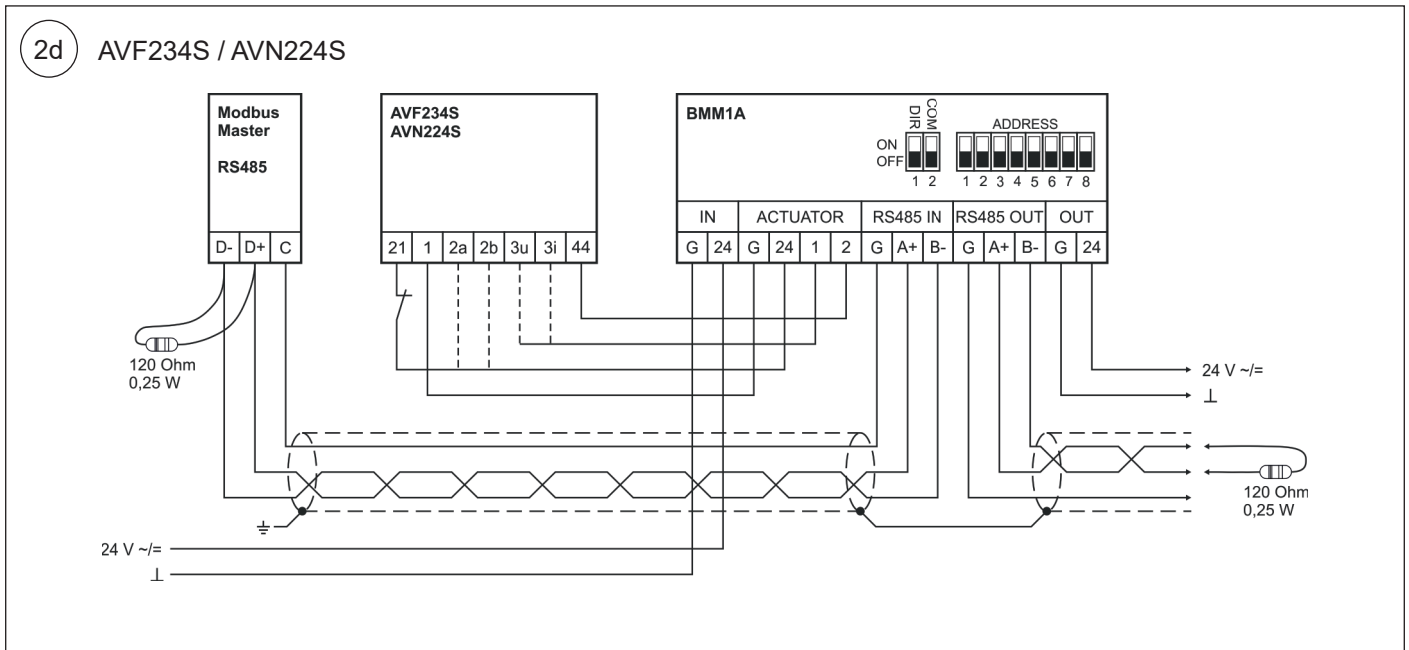 2d AVF234S / AVN224S
Modbus
Master
RS485
D- D+ C
AVF234S
AVN224S
21 1 2a 2b 3u 3i 44
BMM1A
DIR COM
ADDRESS
ON
OFF
1 2 1 2 3 4 5 6 7 8
IN ACTUATOR RS485 IN RS485 OUT OUT
G 24 G 24 1 2 G A+ B- G A+ B- G 24
120 Ohm
0,25 W
24 V ~/=
⊥
120 Ohm
0,25 W
24 V ~/=
⊥